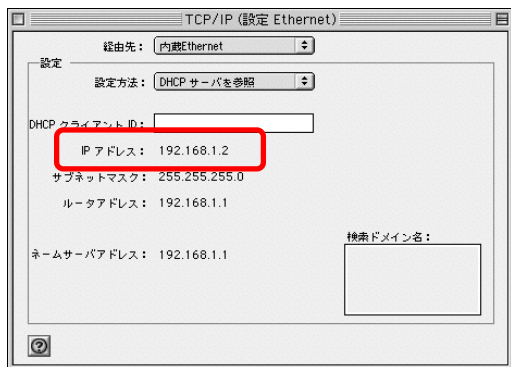 TCP/IP (設定 Ethernet)
経由先： 内蔵Ethernet
設定
設定方法： DHCP サーバを参照
DHCP クライアント ID：
IP アドレス： 192.168.1.2
サブネットマスク： 255.255.255.0
ルータアドレス： 192.168.1.1
検索ドメイン名：
ネームサーバアドレス： 192.168.1.1
?